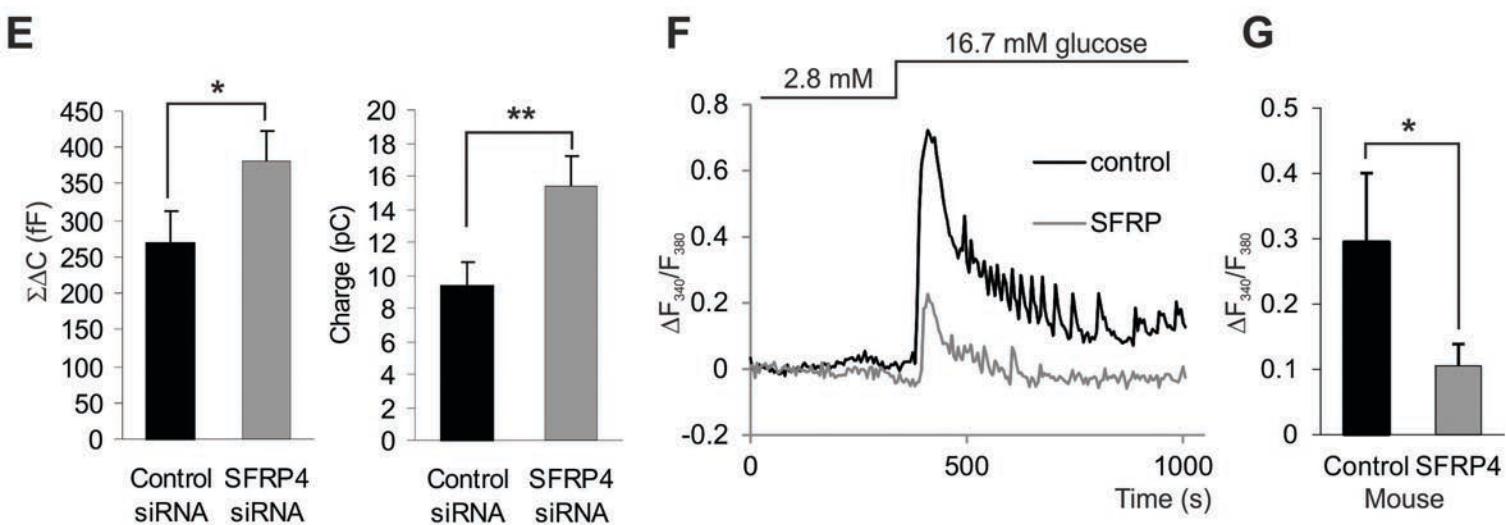 E
F
G
*
450
400
350
300
250
200
150
100
50
0
ΣΔC (fF)
Control siRNA
SFRP4 siRNA
**
20
18
16
14
12
10
8
6
4
2
0
Charge (pC)
Control siRNA
SFRP4 siRNA
16.7 mM glucose
2.8 mM
0.8
0.6
0.4
0.2
0
-0.2
ΔF340/F380
control
SFRP
0
500
1000
Time (s)
*
0.5
0.4
0.3
0.2
0.1
0
ΔF340/F380
Control SFRP4
Mouse